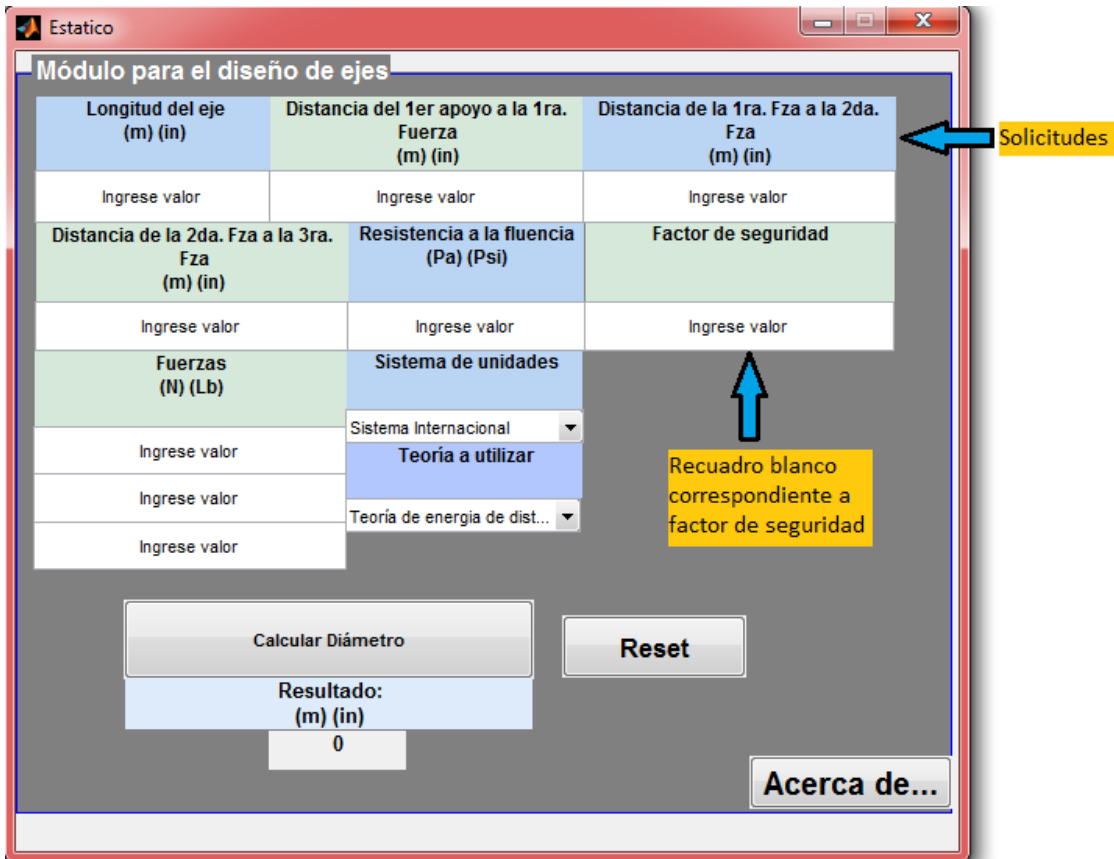 Estatico
Módulo para el diseño de ejes
Longitud del eje
(m) (in)
Distancia del 1er apoyo a la 1ra.
Fuerza
(m) (in)
Distancia de la 1ra. Fza a la 2da.
Fza
(m) (in)
Solicitudes
Ingrese valor
Ingrese valor
Ingrese valor
Distancia de la 2da. Fza a la 3ra.
Fza
(m) (in)
Resistencia a la fluencia
(Pa) (Psi)
Factor de seguridad
Ingrese valor
Ingrese valor
Ingrese valor
Fuerzas
(N) (Lb)
Sistema de unidades
Sistema Internacional
Ingrese valor
Teoría a utilizar
Ingrese valor
Teoría de energia de dist...
Ingrese valor
Recuadro blanco
correspondiente a
factor de seguridad
Calcular Diámetro
Reset
Resultado:
(m) (in)
0
Acerca de...